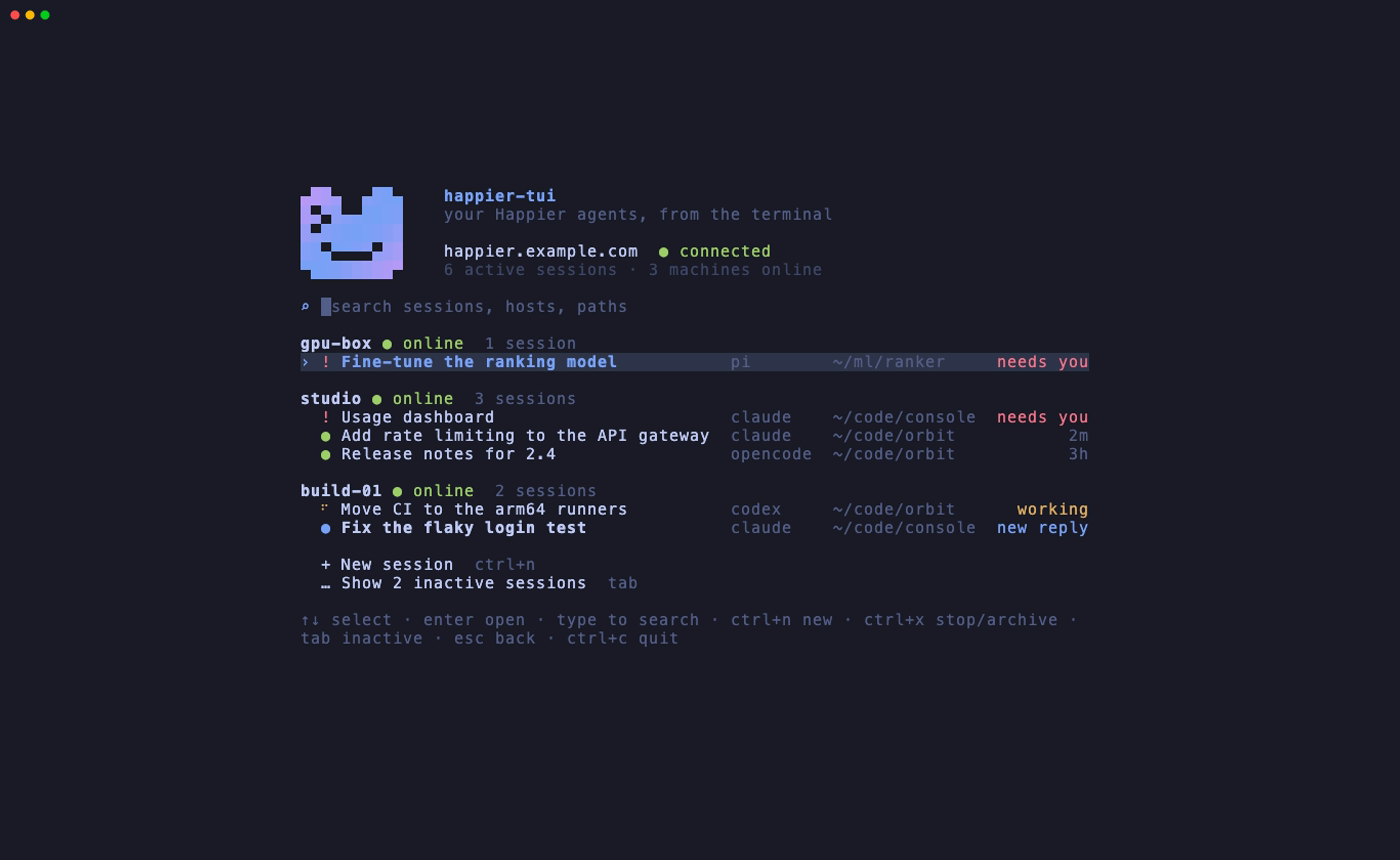 happier-tui
your Happier agents, from the terminal
happier.example.com ● connected
6 active sessions · 3 machines online
⌕ search sessions, hosts, paths
gpu-box ● online 1 session
› ! Fine-tune the ranking model pi ~/ml/ranker needs you
studio ● online 3 sessions
! Usage dashboard claude ~/code/console needs you
● Add rate limiting to the API gateway claude ~/code/orbit 2m
● Release notes for 2.4 opencode ~/code/orbit 3h
build-01 ● online 2 sessions
⠋ Move CI to the arm64 runners codex ~/code/orbit working
● Fix the flaky login test claude ~/code/console new reply
+ New session ctrl+n
… Show 2 inactive sessions tab
↑↓ select · enter open · type to search · ctrl+n new · ctrl+x stop/archive ·
tab inactive · esc back · ctrl+c quit